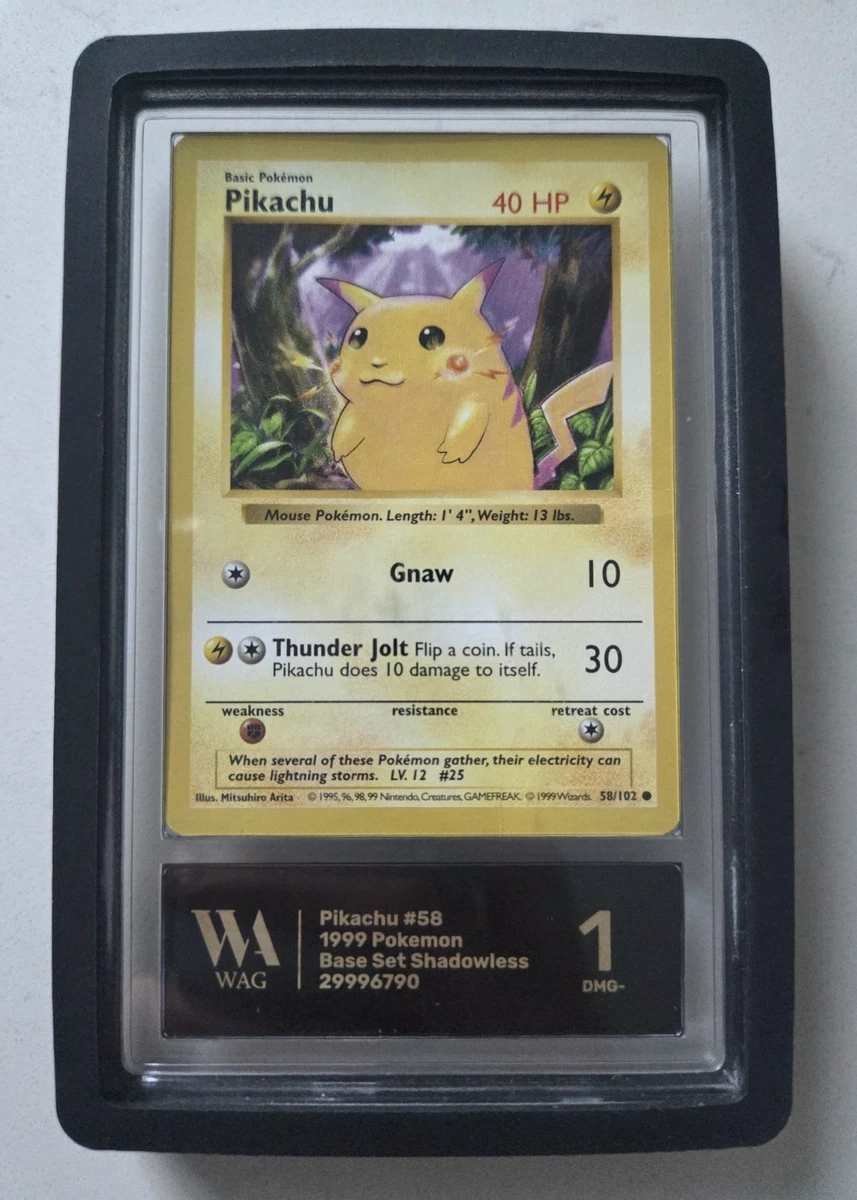 Basic Pokémon
Pikachu 40 HP
Mouse Pokémon. Length: 1' 4", Weight: 13 lbs.
Gnaw 10
Thunder Jolt Flip a coin. If tails, Pikachu does 10 damage to itself. 30
weakness resistance retreat cost
When several of these Pokémon gather, their electricity can
cause lightning storms. LV. 12 #25
Illus. Mitsuhiro Arita © 1995, 96, 98, 99 Nintendo, Creatures, GAMEFREAK. © 1999 Wizards. 58/102 ●
WA
WAG
Pikachu #58
1999 Pokemon
Base Set Shadowless
29996790
1
DMG-